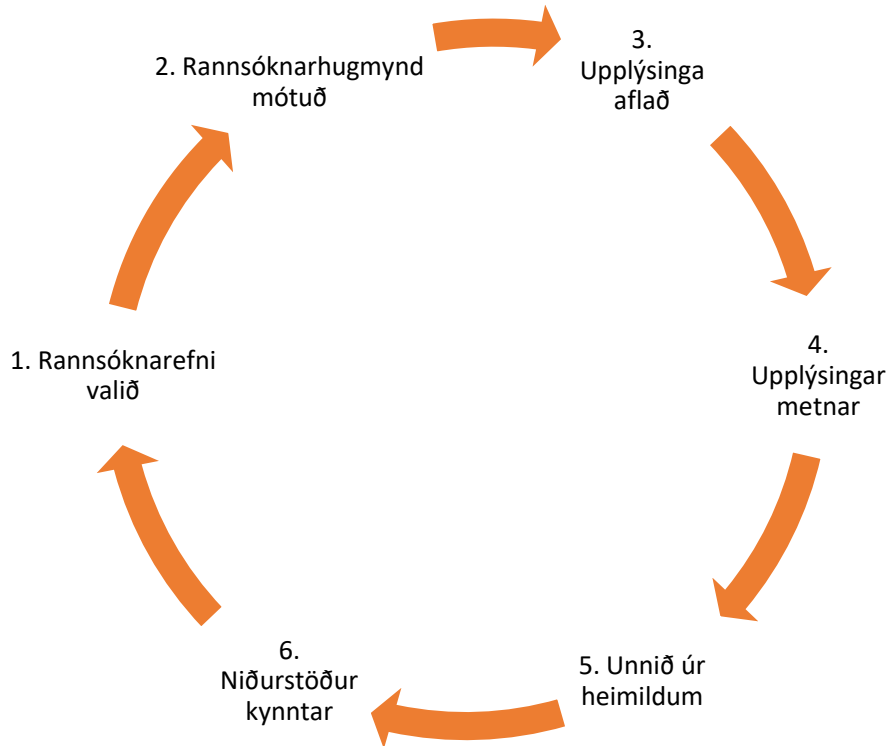 1. Rannsóknarefni
valið
2. Rannsóknarhugmynd
mótuð
3.
Upplýsinga
aflað
4.
Upplýsingar
metnar
5. Unnið úr
heimildum
6.
Niðurstöður
kynntar